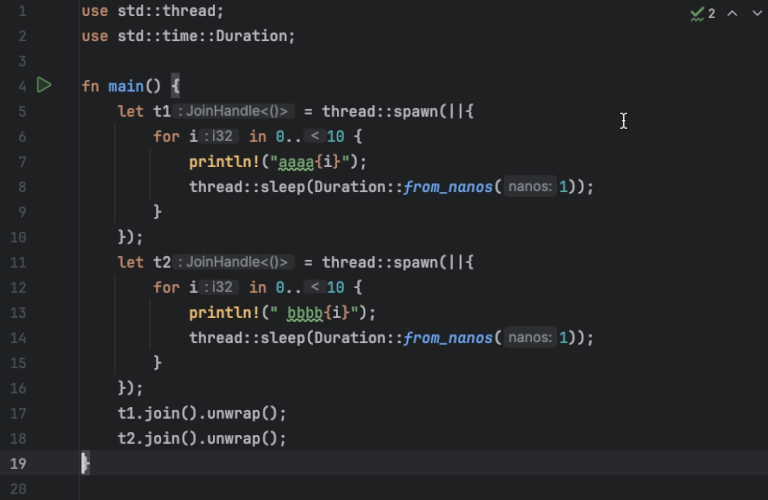 1 use std::thread;
2 use std::time::Duration;
3
4 fn main() {
5 let t1 : JoinHandle<()> = thread::spawn(||{
6 for i : i32 in 0.. < 10 {
7 println!("aaaa{i}");
8 thread::sleep(Duration::from_nanos( nanos: 1));
9 }
10 });
11 let t2 : JoinHandle<()> = thread::spawn(||{
12 for i : i32 in 0.. < 10 {
13 println!(" bbbb{i}");
14 thread::sleep(Duration::from_nanos( nanos: 1));
15 }
16 });
17 t1.join().unwrap();
18 t2.join().unwrap();
19 }
20
2